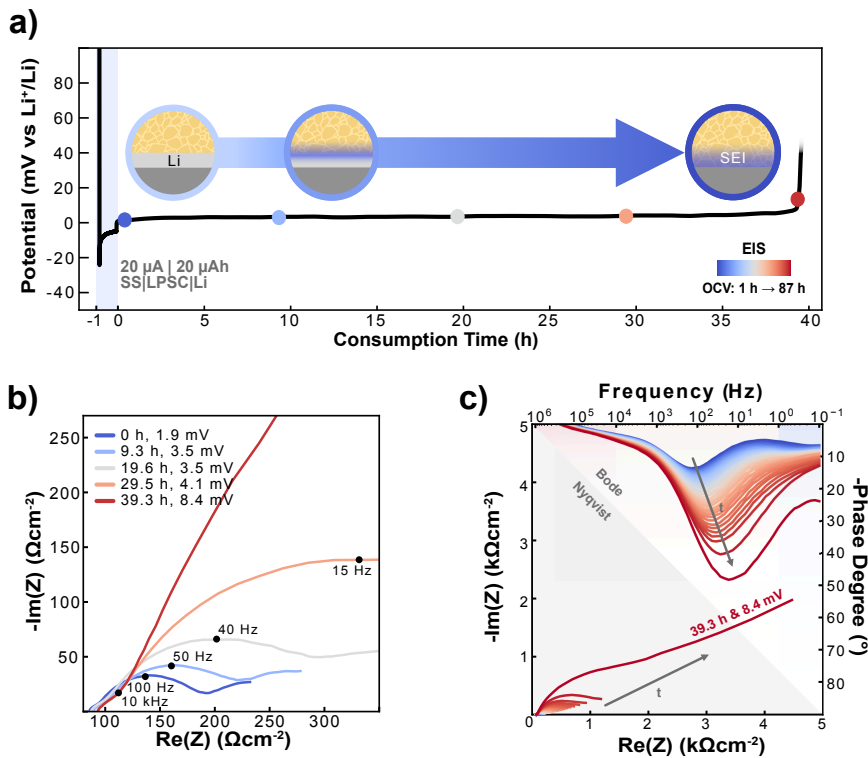 a)
Potential (mV vs Li⁺/Li)
80
60
40
20
0
-20
-40
Li
SEI
20 µA | 20 µAh
SS|LPSC|Li
EIS
OCV: 1 h → 87 h
-1 0 5 10 15 20 25 30 35 40
Consumption Time (h)
b)
-Im(Z) (Ωcm⁻²)
250
200
150
100
50
0 h, 1.9 mV
9.3 h, 3.5 mV
19.6 h, 3.5 mV
29.5 h, 4.1 mV
39.3 h, 8.4 mV
15 Hz
40 Hz
50 Hz
100 Hz
10 kHz
100 150 200 250 300
Re(Z) (Ωcm⁻²)
c)
Frequency (Hz)
10⁶ 10⁵ 10⁴ 10³ 10² 10¹ 10⁰ 10⁻¹
-Im(Z) (kΩcm⁻²)
5
4
3
2
1
0
Bode
Nyqvist
t
39.3 h & 8.4 mV
t
10
20
30
40
50
60
70
80
-Phase Degree (°)
0 1 2 3 4 5
Re(Z) (kΩcm⁻²)